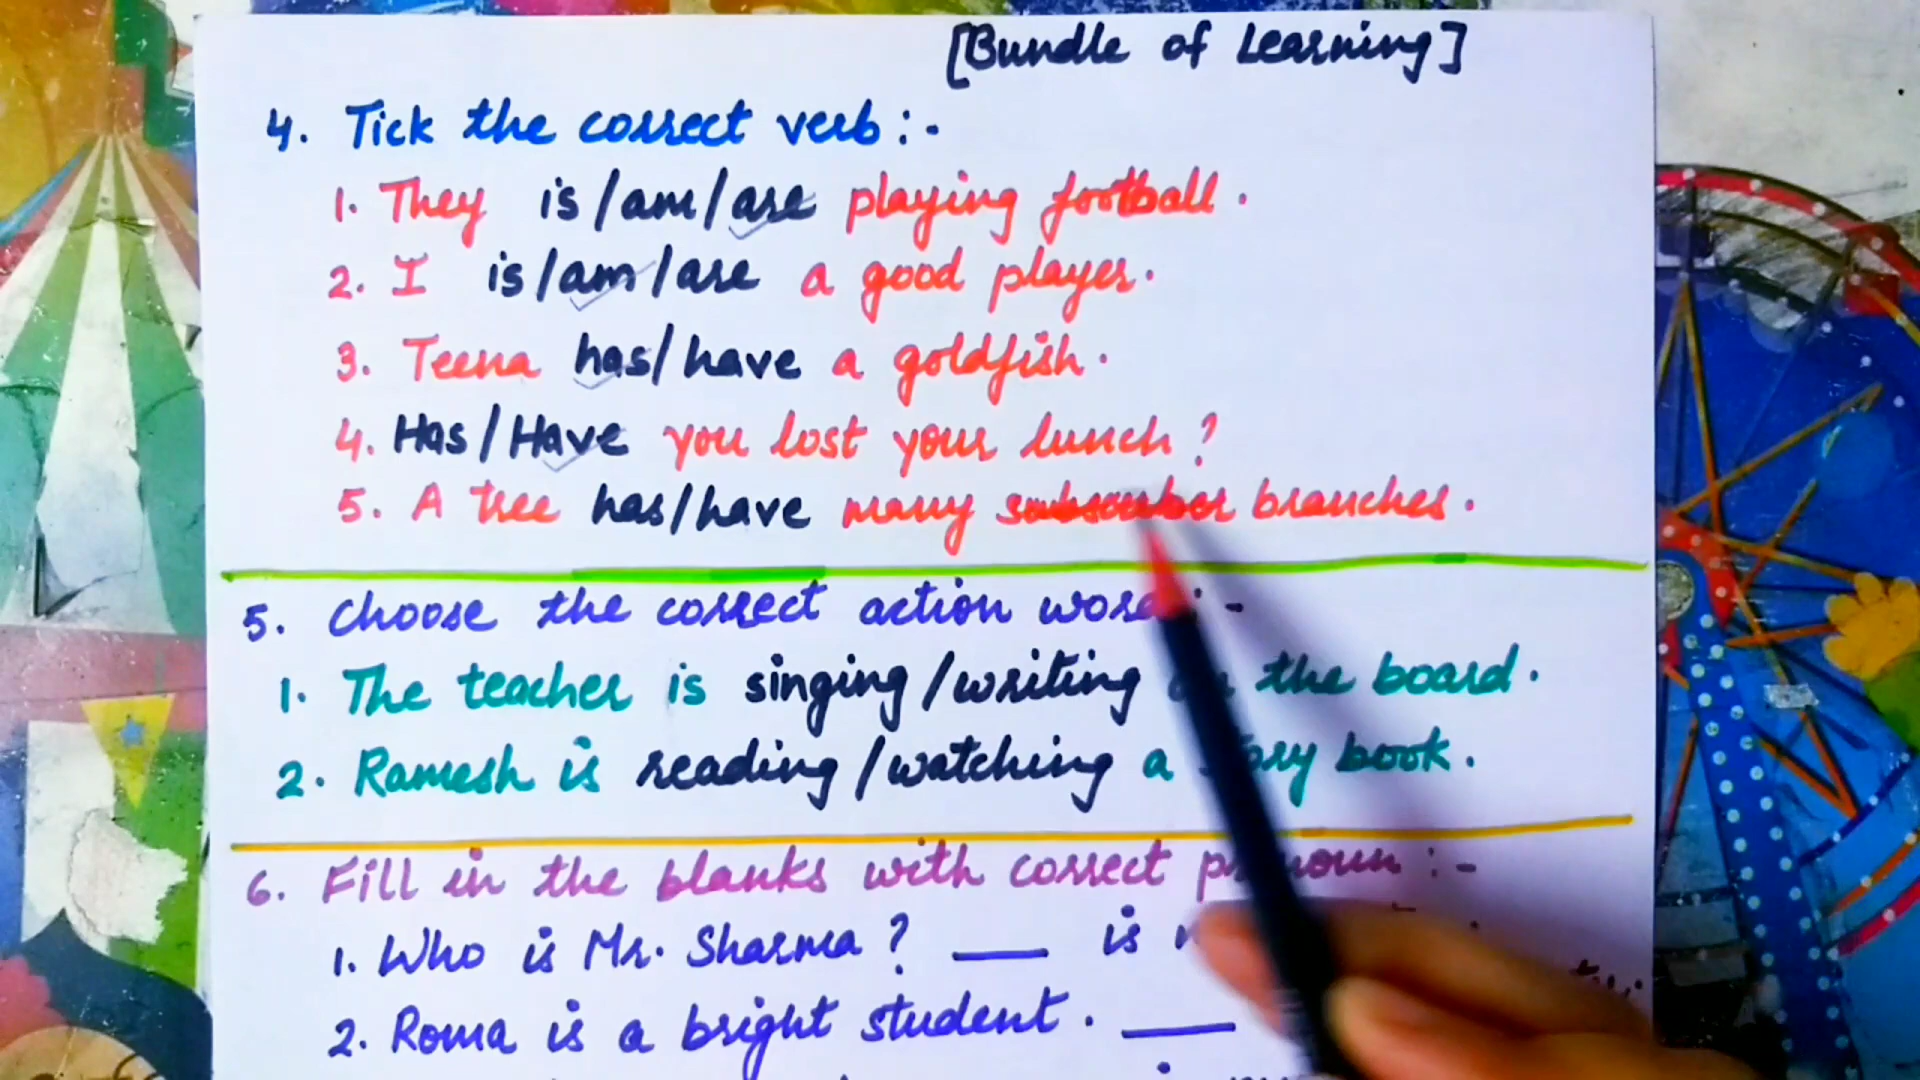 [Bundle of Learning]
4. Tick the correct verb :-
1. They is/am/are playing football.
2. I is/am/are a good player.
3. Teena has/have a goldfish.
4. Has/Have you lost your lunch?
5. A tree has/have many branches.
5. Choose the correct action word :-
1. The teacher is singing/writing on the board.
2. Ramesh is reading/watching a story book.
6. Fill in the blanks with correct pronoun :-
1. Who is Mr. Sharma? ___ is
2. Roma is a bright student. ___